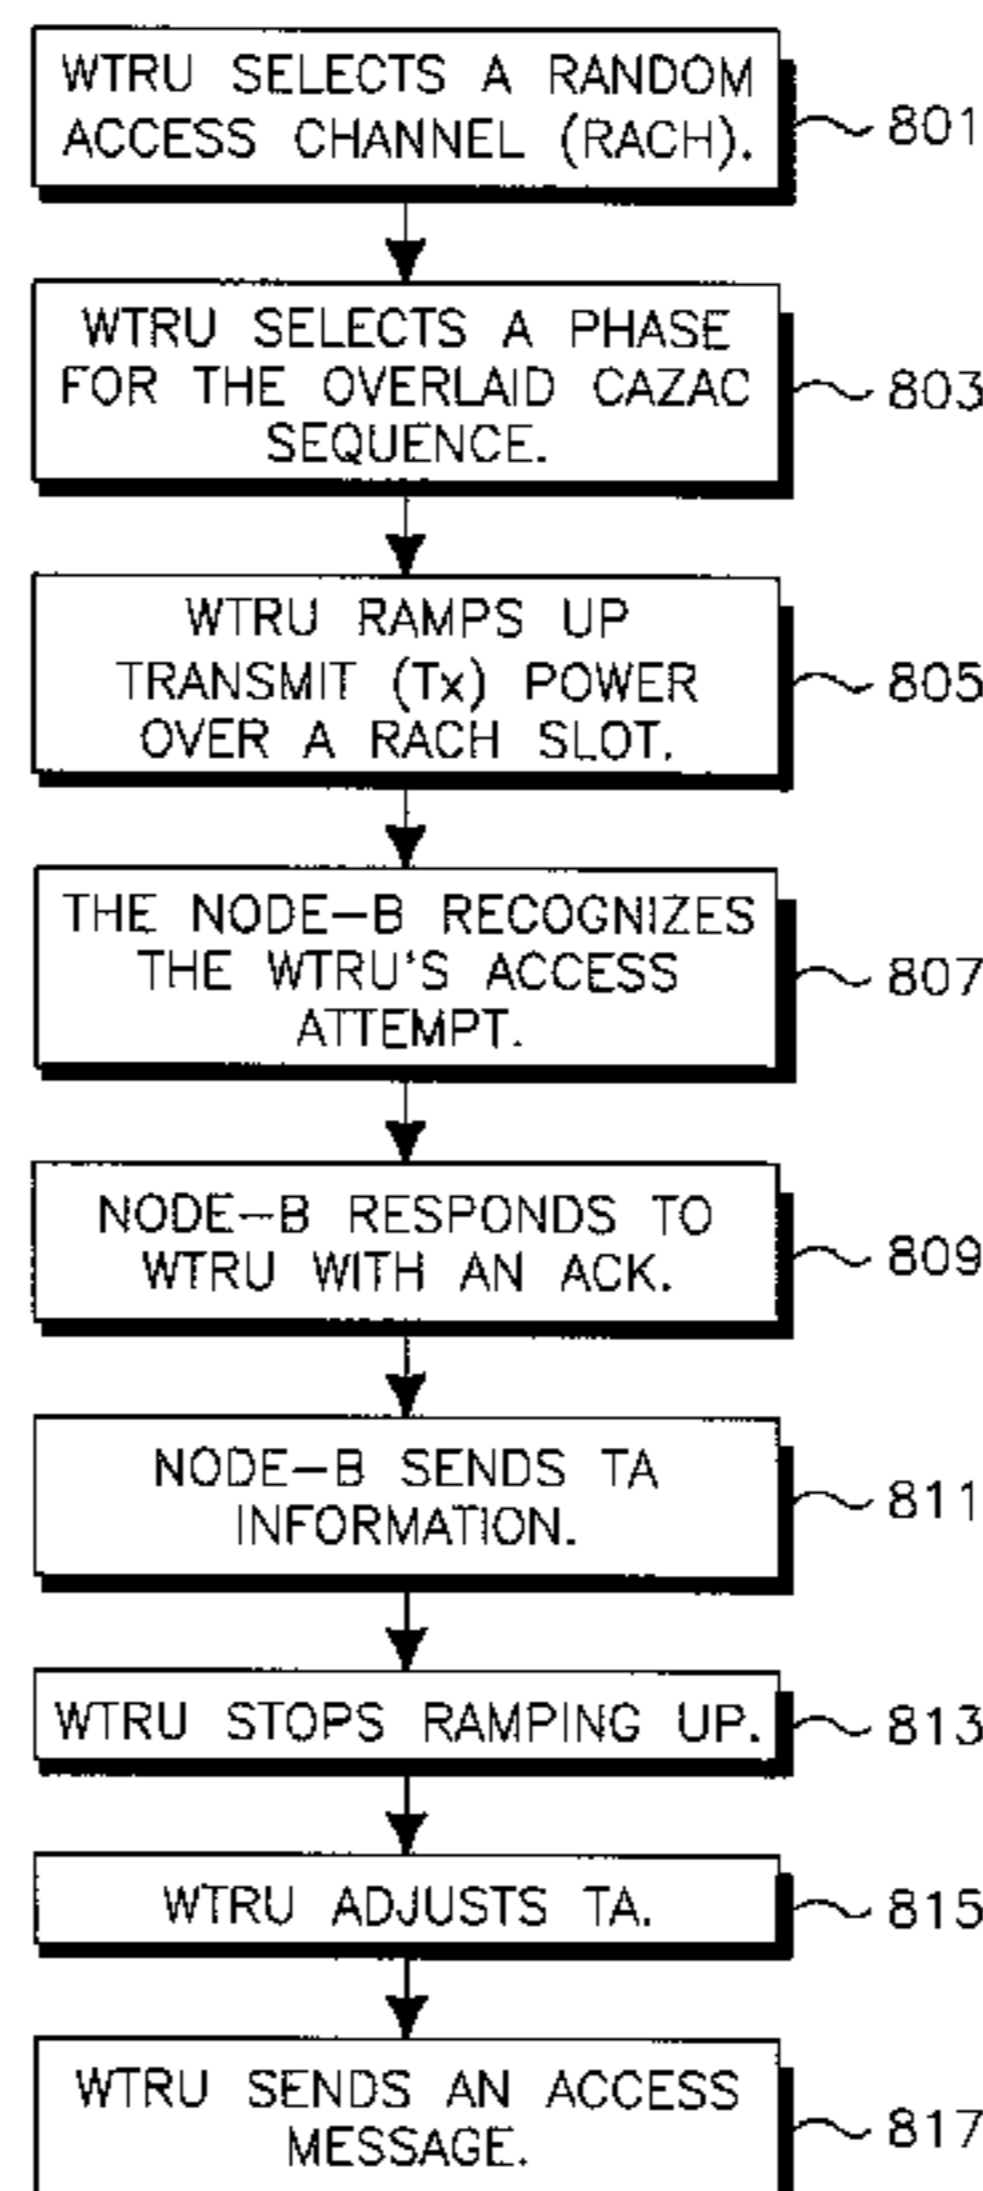 WTRU SELECTS A RANDOM
ACCESS CHANNEL (RACH).
801
WTRU SELECTS A PHASE
FOR THE OVERLAID CAZAC
SEQUENCE.
803
WTRU RAMPS UP
TRANSMIT (Tx) POWER
OVER A RACH SLOT.
805
THE NODE-B RECOGNIZES
THE WTRU'S ACCESS
ATTEMPT.
807
NODE-B RESPONDS TO
WTRU WITH AN ACK.
809
NODE-B SENDS TA
INFORMATION.
811
WTRU STOPS RAMPING UP.
813
WTRU ADJUSTS TA.
815
WTRU SENDS AN ACCESS
MESSAGE.
817